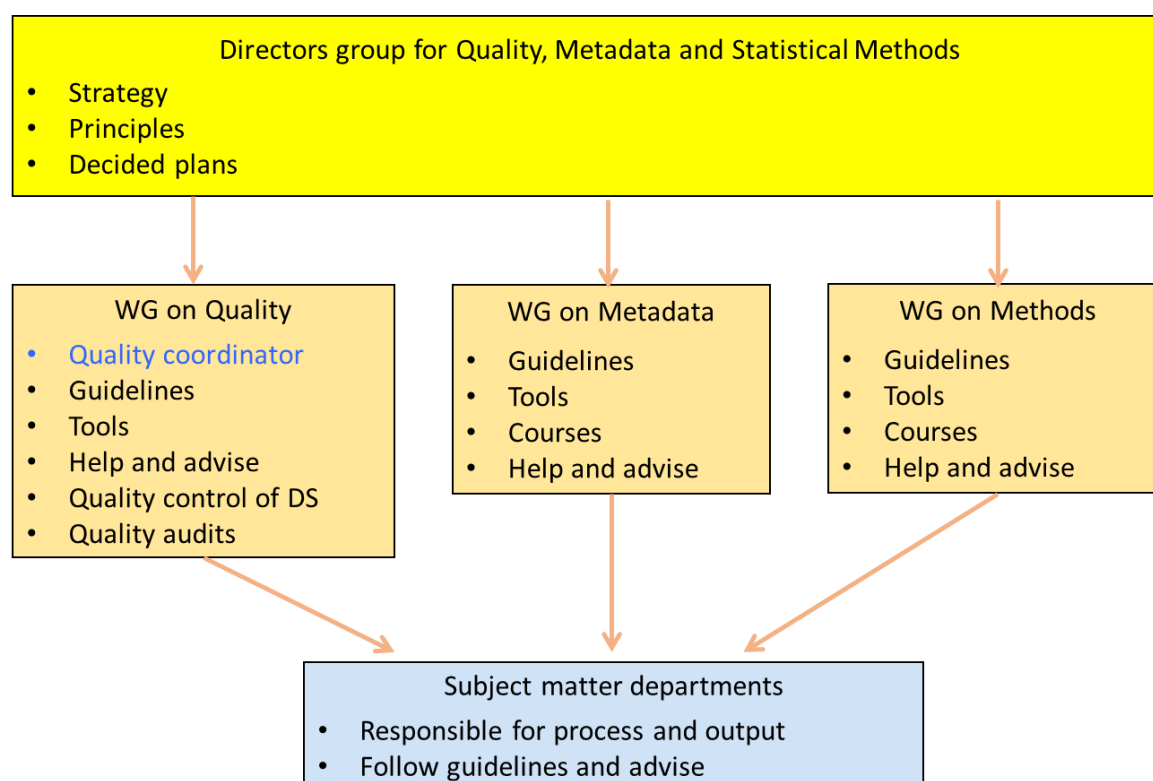 Directors group for Quality, Metadata and Statistical Methods
• Strategy
• Principles
• Decided plans
WG on Quality
• Quality coordinator
• Guidelines
• Tools
• Help and advise
• Quality control of DS
• Quality audits
WG on Metadata
• Guidelines
• Tools
• Courses
• Help and advise
WG on Methods
• Guidelines
• Tools
• Courses
• Help and advise
Subject matter departments
• Responsible for process and output
• Follow guidelines and advise